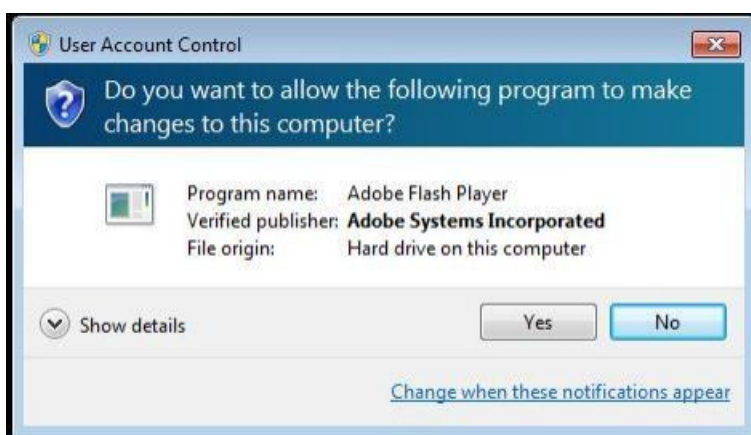 User Account Control
Do you want to allow the following program to make
changes to this computer?
Program name: Adobe Flash Player
Verified publisher: Adobe Systems Incorporated
File origin: Hard drive on this computer
Show details
Yes
No
Change when these notifications appear